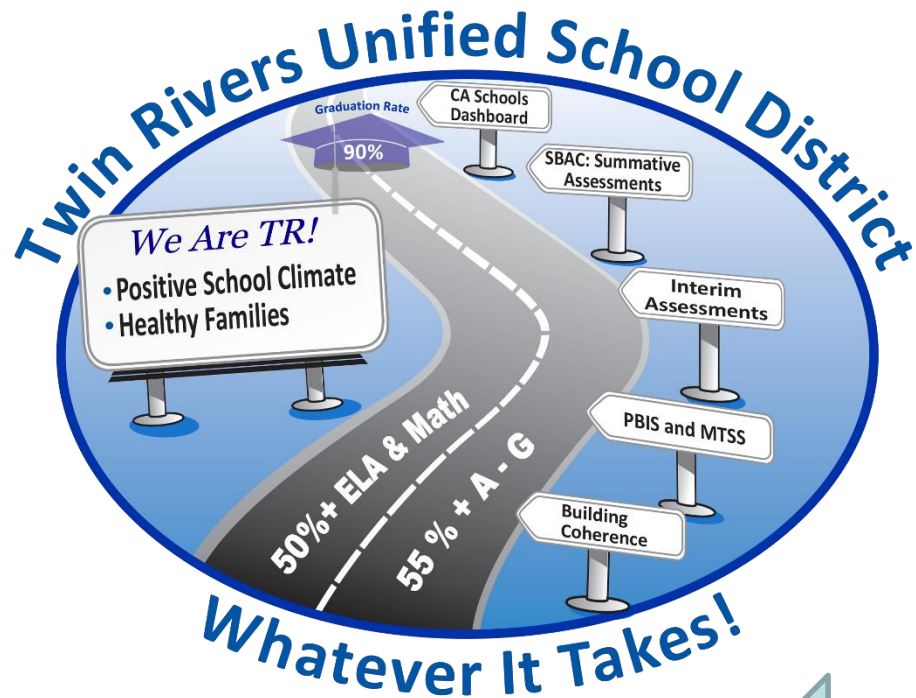 Twin Rivers Unified School District
Graduation Rate
90%
CA Schools
Dashboard
SBAC: Summative
Assessments
We Are TR!
• Positive School Climate
• Healthy Families
Interim
Assessments
PBIS and MTSS
50%+ ELA & Math
55 % + A - G
Building
Coherence
Whatever It Takes!